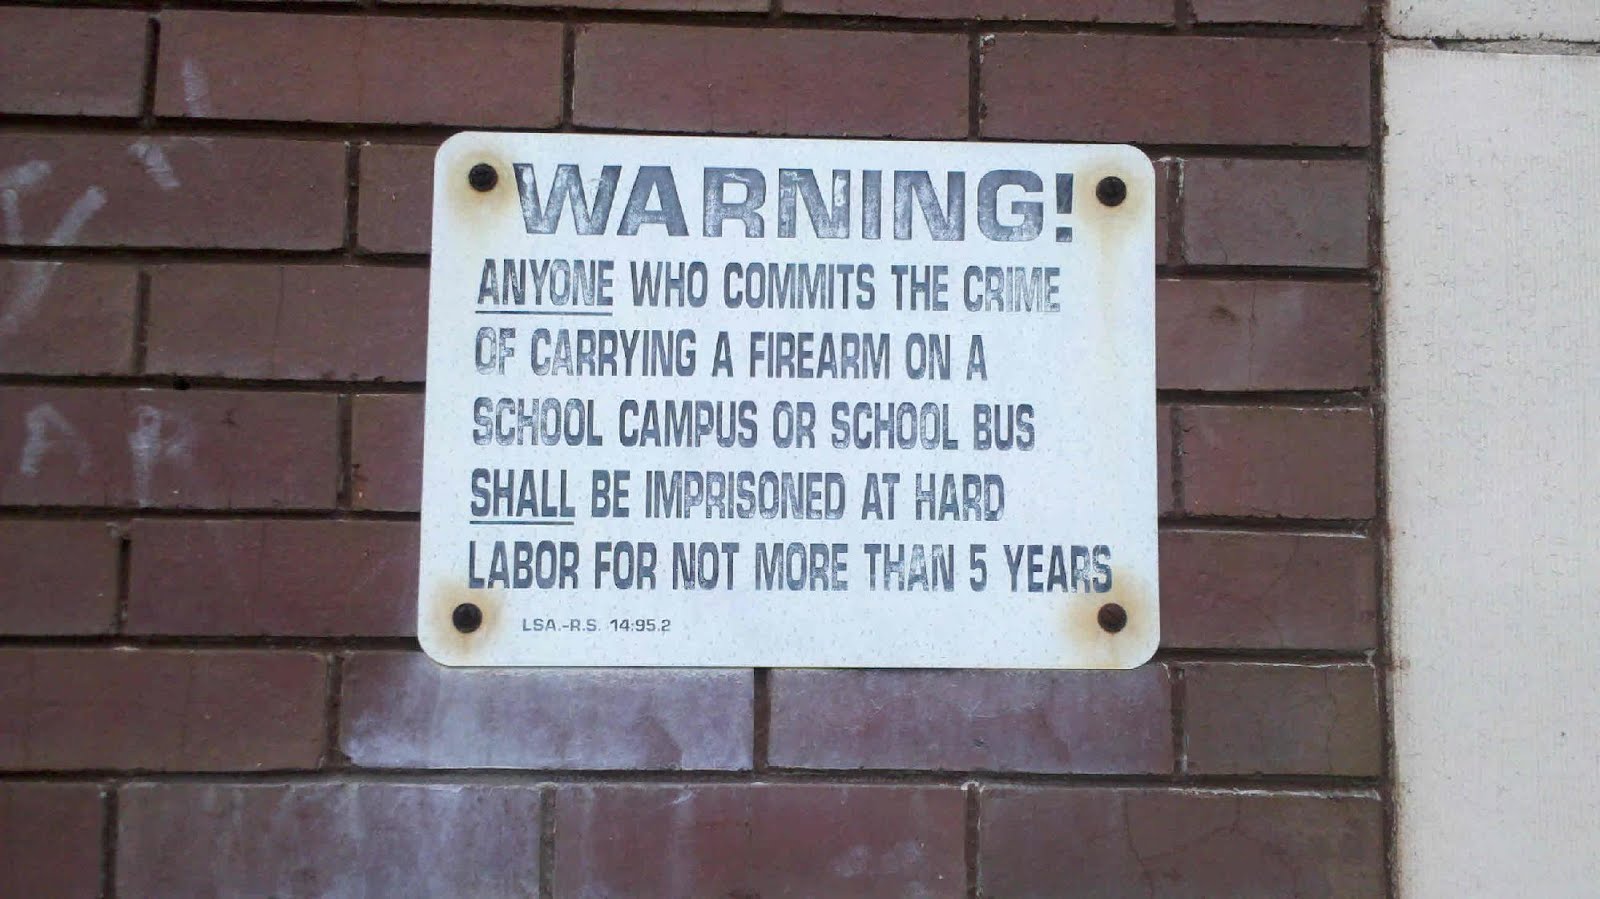 WARNING!
ANYONE WHO COMMITS THE CRIME
OF CARRYING A FIREARM ON A
SCHOOL CAMPUS OR SCHOOL BUS
SHALL BE IMPRISONED AT HARD
LABOR FOR NOT MORE THAN 5 YEARS
LSA.-R.S. 14:95.2